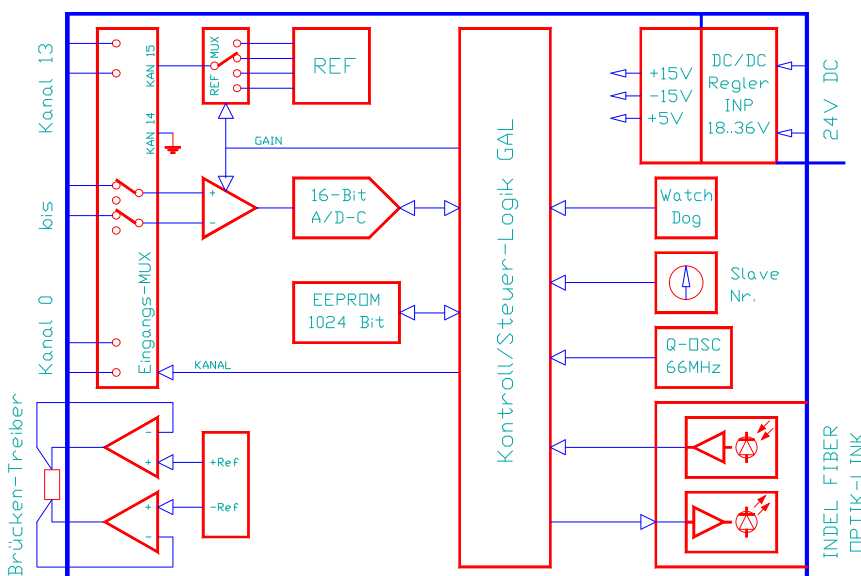 Kanal 13
bis
Kanal 0
KAN 15
KAN 14
Eingangs-MUX
REF MUX
REF
GAIN
+
-
16-Bit
A/D-C
EEPROM
1024 Bit
KANAL
Kontroll/Steuer-Logik GAL
+15V
-15V
+5V
DC/DC
Regler
INP
18..36V
24V DC
Watch
Dog
Slave
Nr.
Q-OSC
66MHz
INDEL FIBER
OPTIK-LINK
Brücken-Treiber
-
+
+
-
+Ref
-Ref